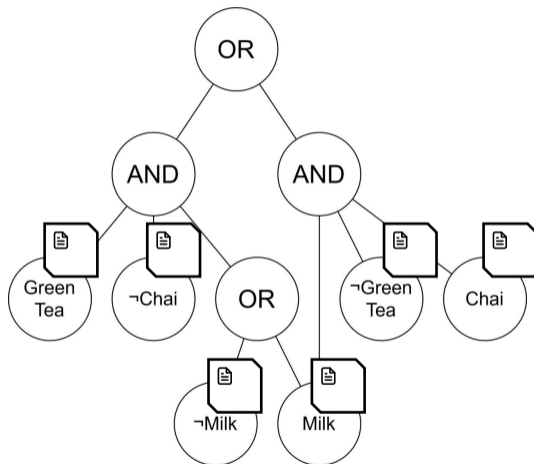 OR
AND
AND
Green
Tea
¬Chai
OR
¬Green
Tea
Chai
¬Milk
Milk